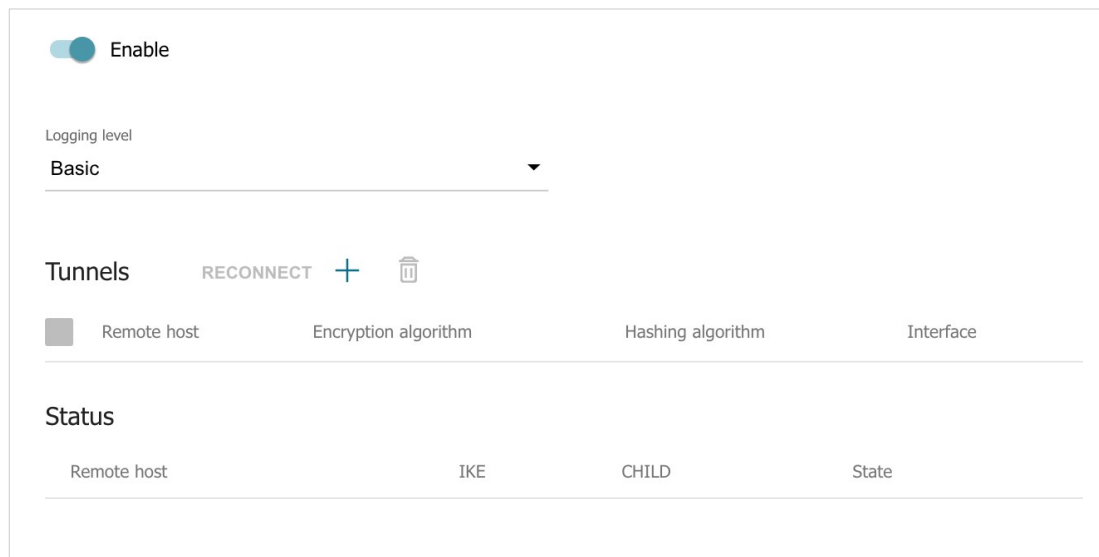 Enable
Logging level
Basic
Tunnels RECONNECT
Remote host Encryption algorithm Hashing algorithm Interface
Status
Remote host IKE CHILD State